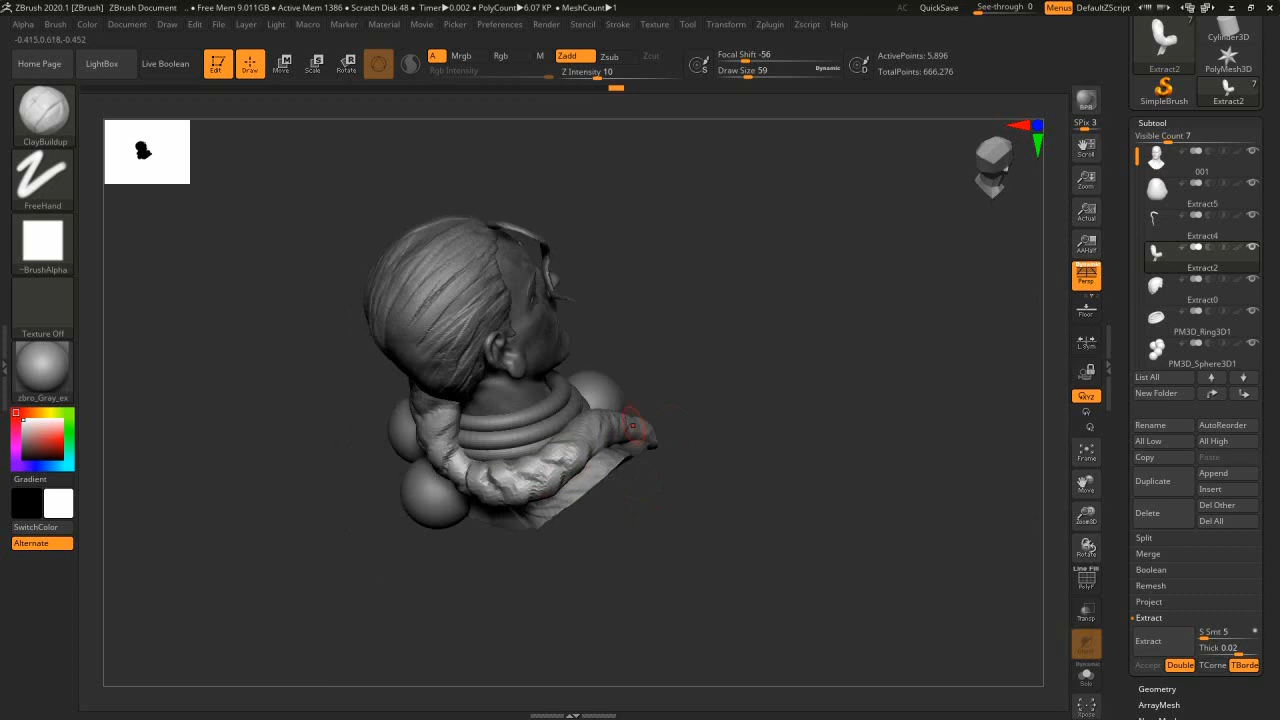 ZBrush 2020.1 [ZBrush] ZBrush Document .. • Free Mem 9.011GB • Active Mem 1386 • Scratch Disk 48 • Timer▶0.002 • PolyCount▶6.07 KP • MeshCount▶1
AC QuickSave See-through 0 Menus DefaultZScript
Alpha Brush Color Document Draw Edit File Layer Light Macro Marker Material Movie Picker Preferences Render Stencil Stroke Texture Tool Transform Zplugin Zscript Help
-0.415,0.618,-0.452
Home Page LightBox Live Boolean Edit Draw Move Scale Rotate
A Mrgb Rgb M Zadd Zsub Zcut
Rgb Intensity Z Intensity 10
S Focal Shift -56
Draw Size 59 Dynamic
D ActivePoints: 5,896
TotalPoints: 666,276
ClayBuildup
FreeHand
~BrushAlpha
Texture Off
zbro_Gray_ex
Gradient
SwitchColor
Alternate
BPR
SPix 3
Scroll
Zoom
Actual
AAHalf
Dynamic
Persp
Floor
L.Sym
XYZ
Frame
Move
Zoom3D
Rotate
Line Fill
PolyF
Transp
Ghost
Dynamic
Solo
Xpose
7
Extract2
Cylinder3D
PolyMesh3D
SimpleBrush
7
Extract2
Subtool
Visible Count 7
001
Extract5
Extract4
Extract2
Extract0
PM3D_Ring3D1
PM3D_Sphere3D1
List All
New Folder
Rename AutoReorder
All Low All High
Copy Paste
Duplicate Append
Insert
Delete Del Other
Del All
Split
Merge
Boolean
Remesh
Project
Extract
Extract S Smt 5
Thick 0.02
Accept Double TCorne TBorde
Geometry
ArrayMesh